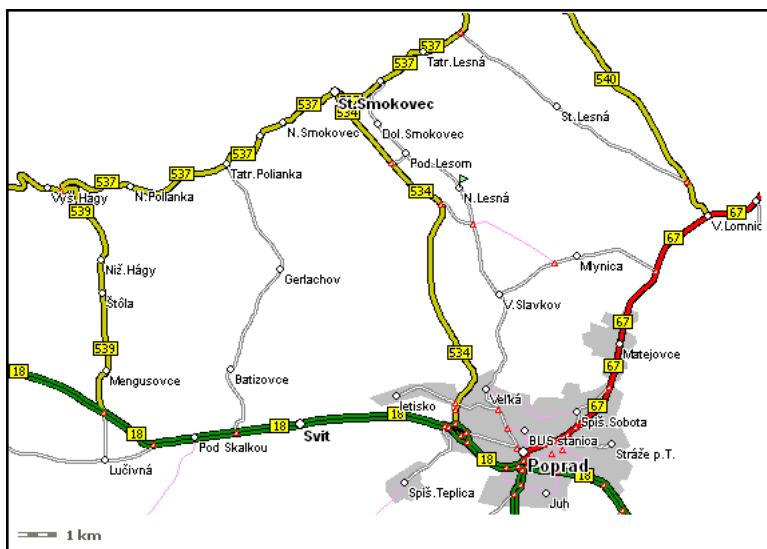 537
Tatr.Lesná
540
537
St.Smokovec
537
534
St.Lesná
N.Smokovec
Dol.Smokovec
537
Pod Lesom
537
Tatr.Polianka
537
Vyš.Hágy
N.Polianka
534
N.Lesná
539
67
67
V.Lomnic
Niž.Hágy
Gerlachov
Mlynica
Štôla
V.Slavkov
67
539
534
Matejovce
18
Mengusovce
Batizovce
67
letisko
Veľká
67
18
18
18
Svit
Spiš.Sobota
BUS stanica
Pod Skalkou
Stráže p.T.
Lučivná
18
Poprad
18
Spiš.Teplica
Juh
1 km